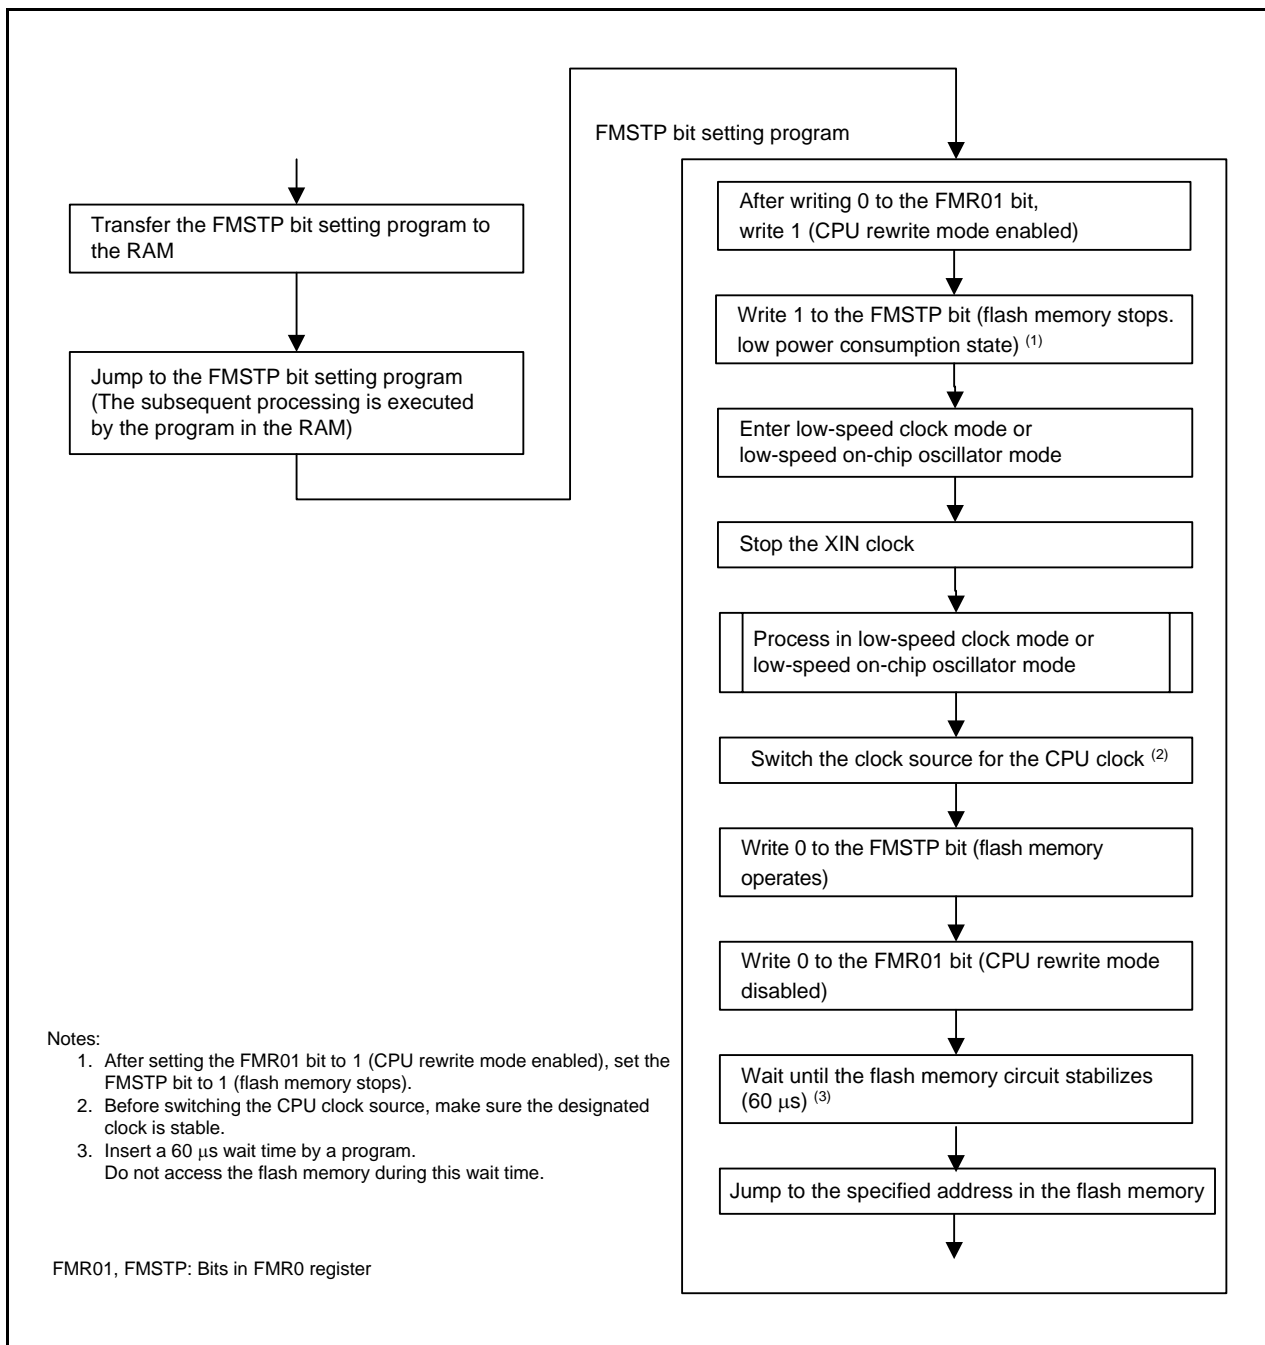 FMSTP bit setting program
Transfer the FMSTP bit setting program to
the RAM
Jump to the FMSTP bit setting program
(The subsequent processing is executed
by the program in the RAM)
After writing 0 to the FMR01 bit,
write 1 (CPU rewrite mode enabled)
Write 1 to the FMSTP bit (flash memory stops.
low power consumption state) (1)
Enter low-speed clock mode or
low-speed on-chip oscillator mode
Stop the XIN clock
Process in low-speed clock mode or
low-speed on-chip oscillator mode
Switch the clock source for the CPU clock (2)
Write 0 to the FMSTP bit (flash memory
operates)
Write 0 to the FMR01 bit (CPU rewrite mode
disabled)
Wait until the flash memory circuit stabilizes
(60 μs) (3)
Jump to the specified address in the flash memory
Notes:
1. After setting the FMR01 bit to 1 (CPU rewrite mode enabled), set the
FMSTP bit to 1 (flash memory stops).
2. Before switching the CPU clock source, make sure the designated
clock is stable.
3. Insert a 60 μs wait time by a program.
Do not access the flash memory during this wait time.
FMR01, FMSTP: Bits in FMR0 register